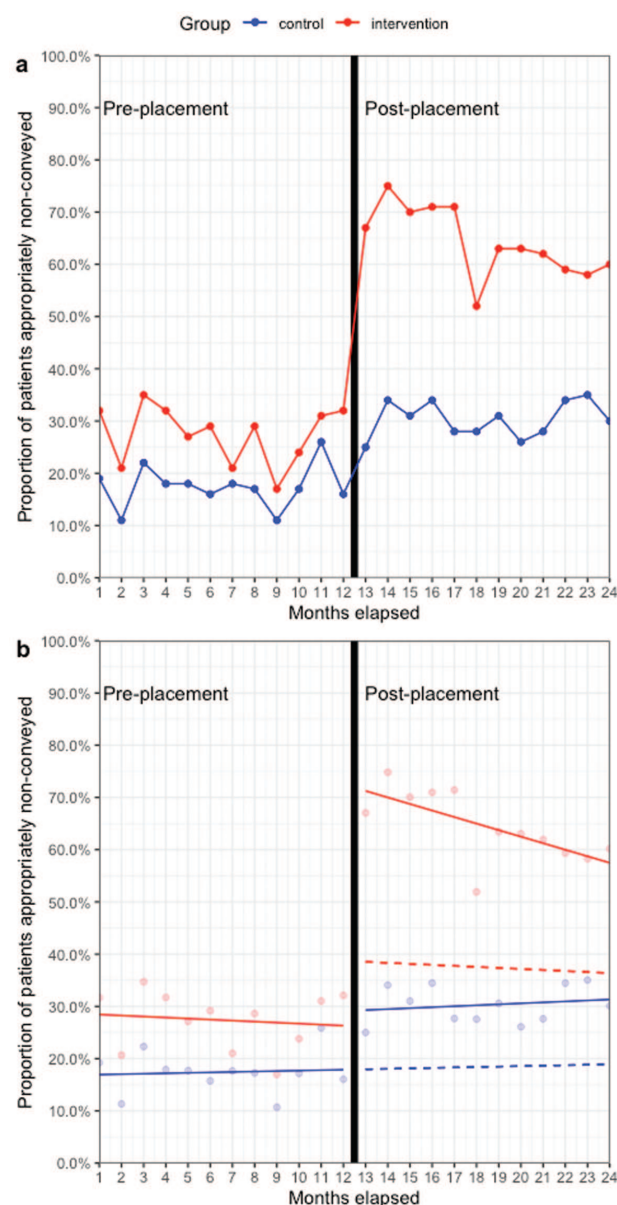 Group control intervention
a
100.0%
90.0%
80.0%
70.0%
60.0%
50.0%
40.0%
30.0%
20.0%
10.0%
0.0%
Proportion of patients appropriately non-conveyed
Pre-placement Post-placement
1 2 3 4 5 6 7 8 9 10 11 12 13 14 15 16 17 18 19 20 21 22 23 24
Months elapsed
b
100.0%
90.0%
80.0%
70.0%
60.0%
50.0%
40.0%
30.0%
20.0%
10.0%
0.0%
Proportion of patients appropriately non-conveyed
Pre-placement Post-placement
1 2 3 4 5 6 7 8 9 10 11 12 13 14 15 16 17 18 19 20 21 22 23 24
Months elapsed